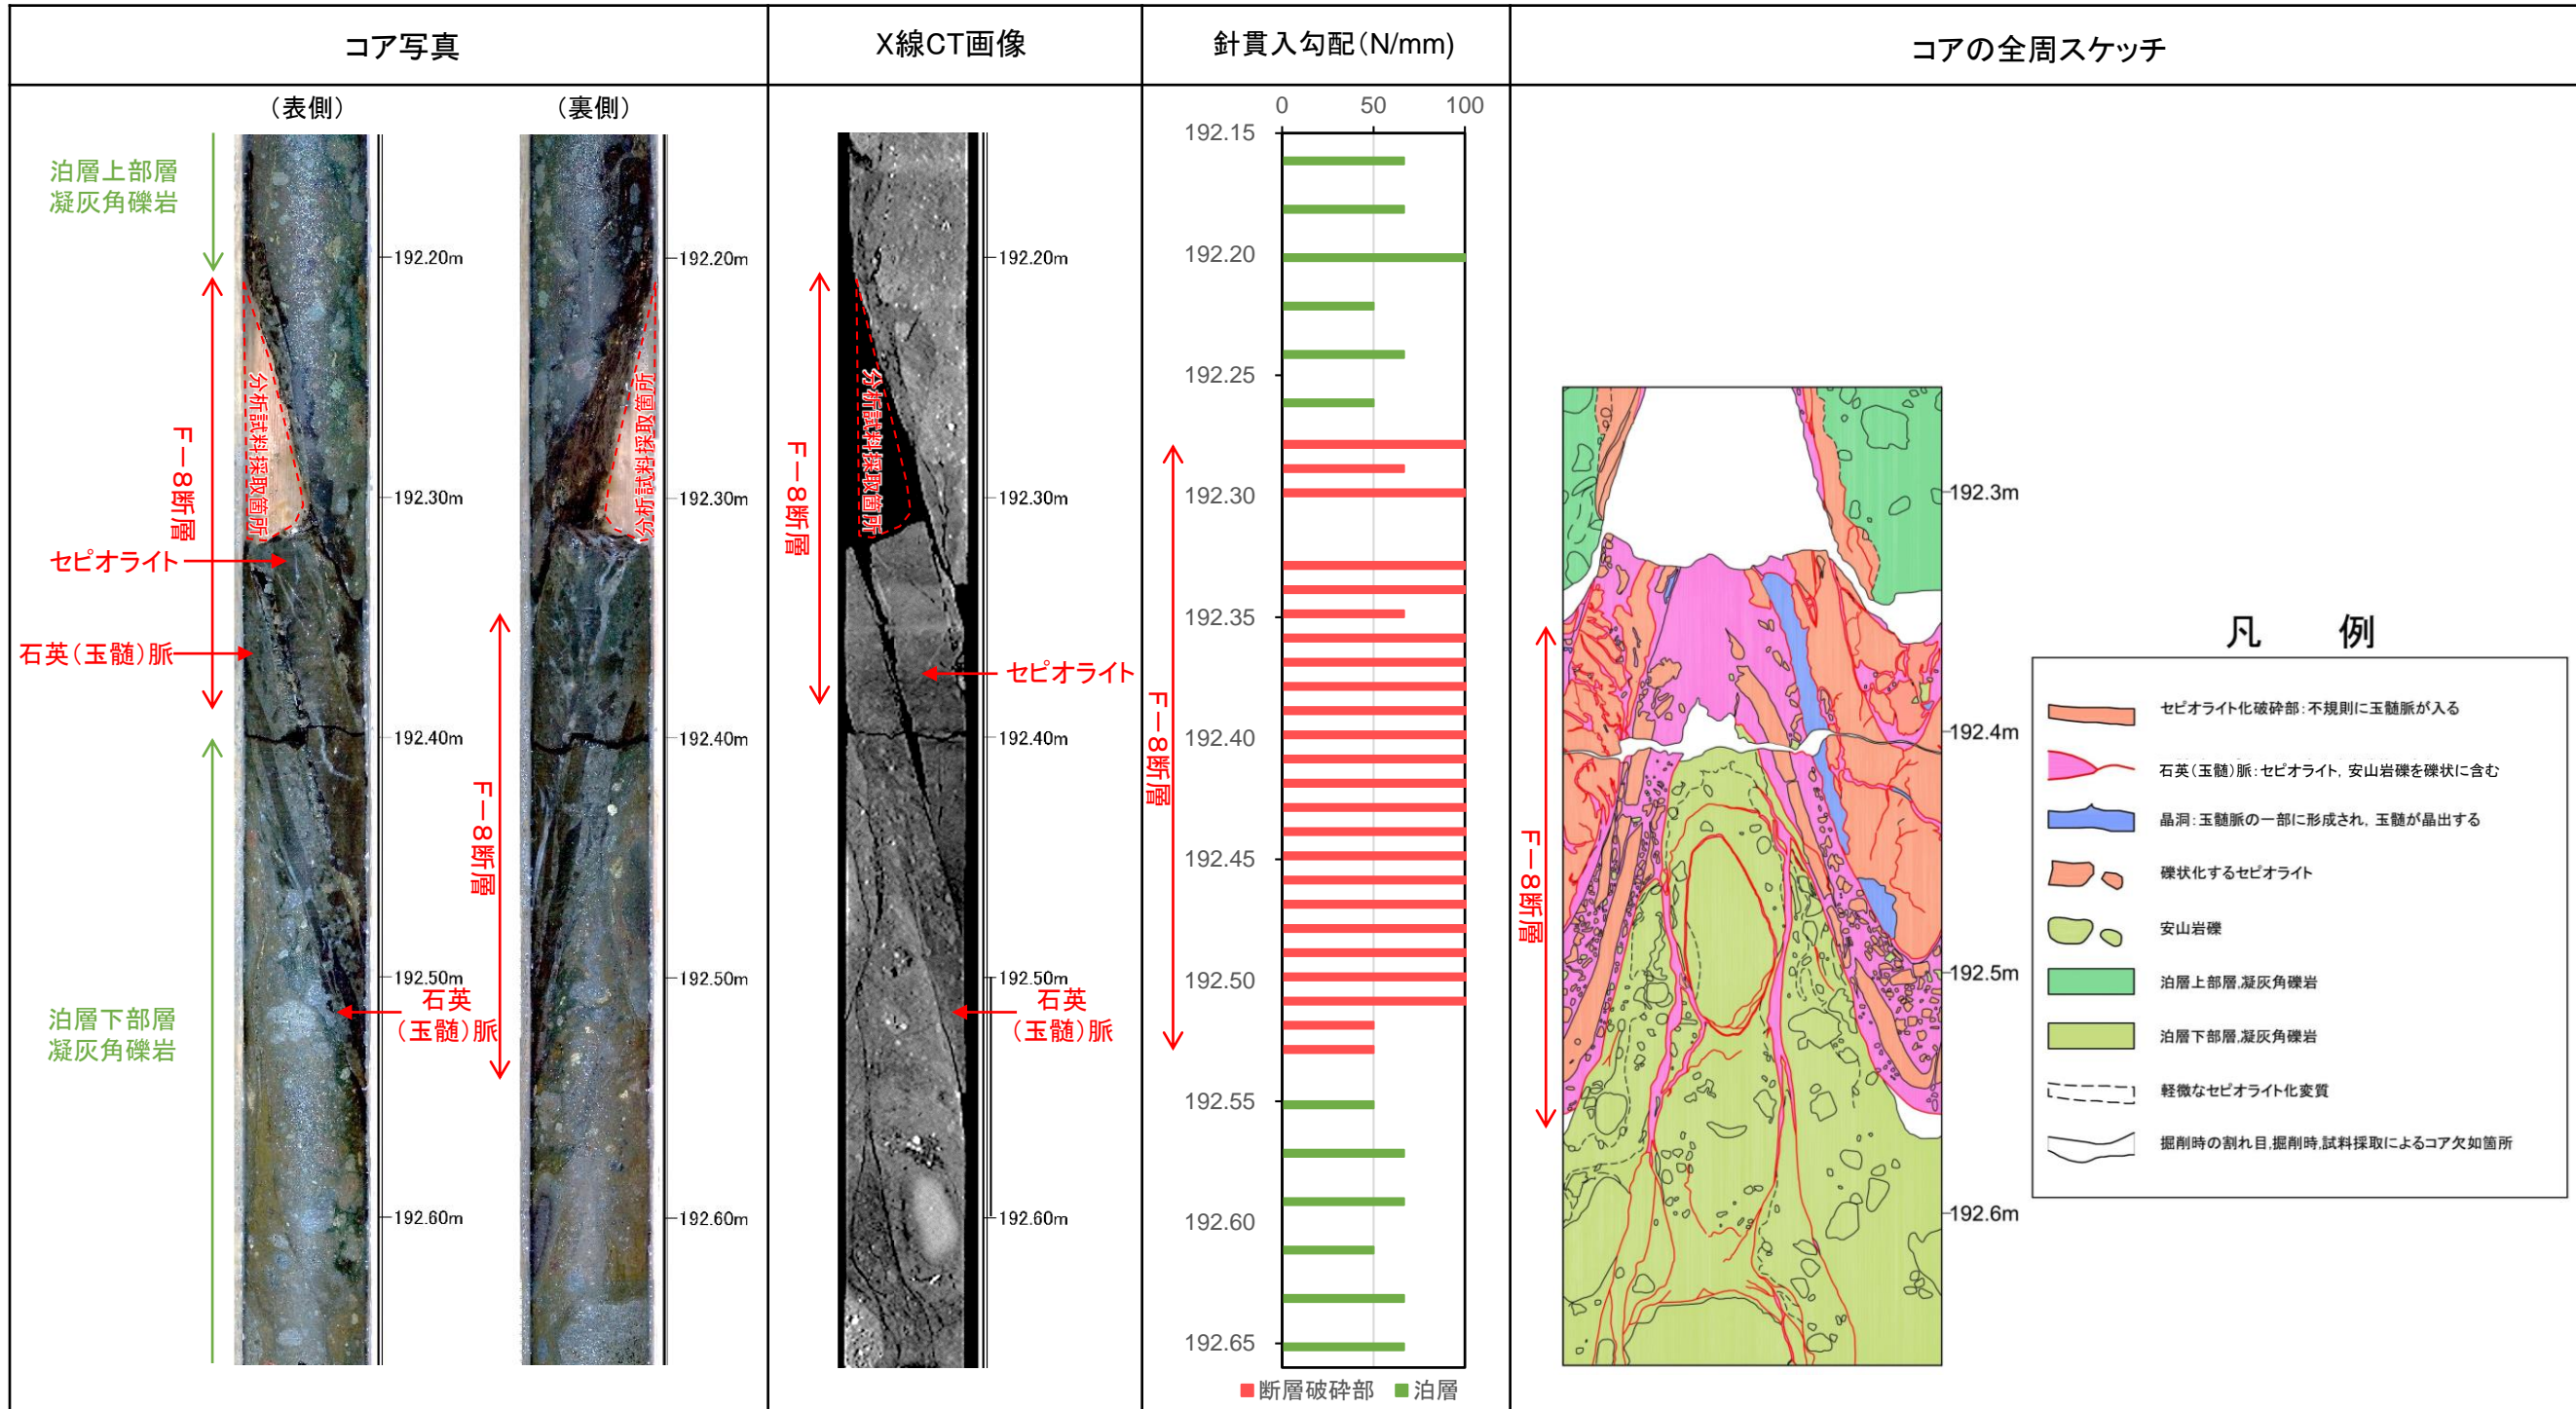 コア写真
X線CT画像
針貫入勾配(N/mm)
コアの全周スケッチ
(表側)
(裏側)
泊層上部層
凝灰角礫岩
F-8断層
分析試料採取箇所
セピオライト
石英(玉髄)脈
泊層下部層
凝灰角礫岩
石英
(玉髄)脈
192.20m
192.30m
192.40m
192.50m
192.60m
分析試料採取箇所
F-8断層
192.20m
192.30m
192.40m
192.50m
192.60m
F-8断層
分析試料採取箇所
セピオライト
石英
(玉髄)脈
192.20m
192.30m
192.40m
192.50m
192.60m
0 50 100
192.15
192.20
192.25
192.30
192.35
192.40
192.45
192.50
192.55
192.60
192.65
F-8断層
断層破砕部 泊層
F-8断層
192.3m
192.4m
192.5m
192.6m
凡 例
セピオライト化破砕部:不規則に玉髄脈が入る
石英(玉髄)脈:セピオライト, 安山岩礫を礫状に含む
晶洞:玉髄脈の一部に形成され, 玉髄が晶出する
礫状化するセピオライト
安山岩礫
泊層上部層,凝灰角礫岩
泊層下部層,凝灰角礫岩
軽微なセピオライト化変質
掘削時の割れ目,掘削時,試料採取によるコア欠如箇所